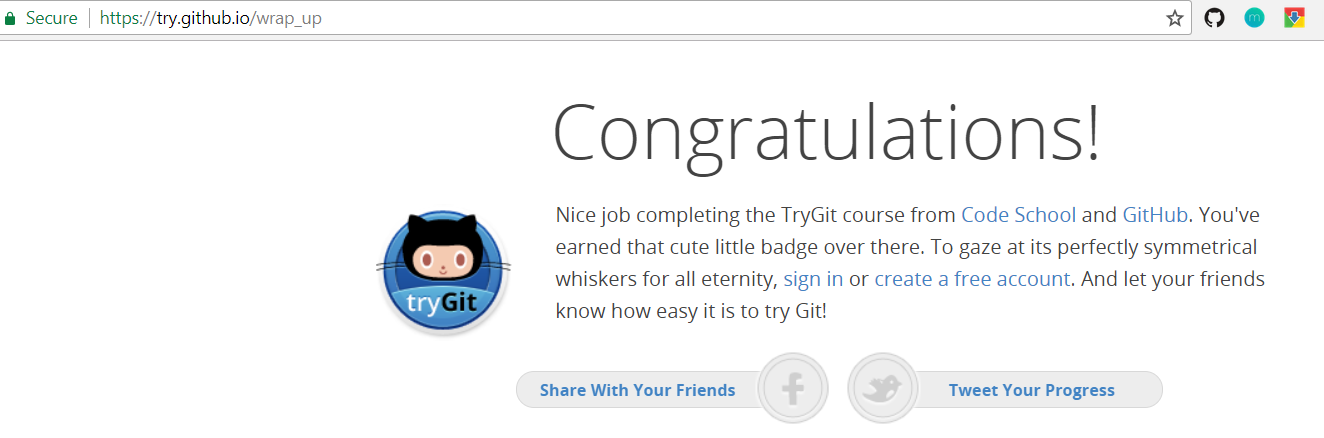 Secure https://try.github.io/wrap_up
m
Congratulations!
Nice job completing the TryGit course from Code School and GitHub. You've
earned that cute little badge over there. To gaze at its perfectly symmetrical
whiskers for all eternity, sign in or create a free account. And let your friends
know how easy it is to try Git!
tryGit
Share With Your Friends f Tweet Your Progress